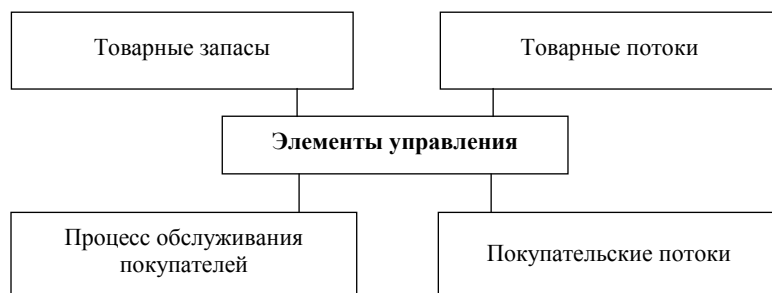 Товарные запасы
Товарные потоки
Элементы управления
Процесс обслуживания
покупателей
Покупательские потоки